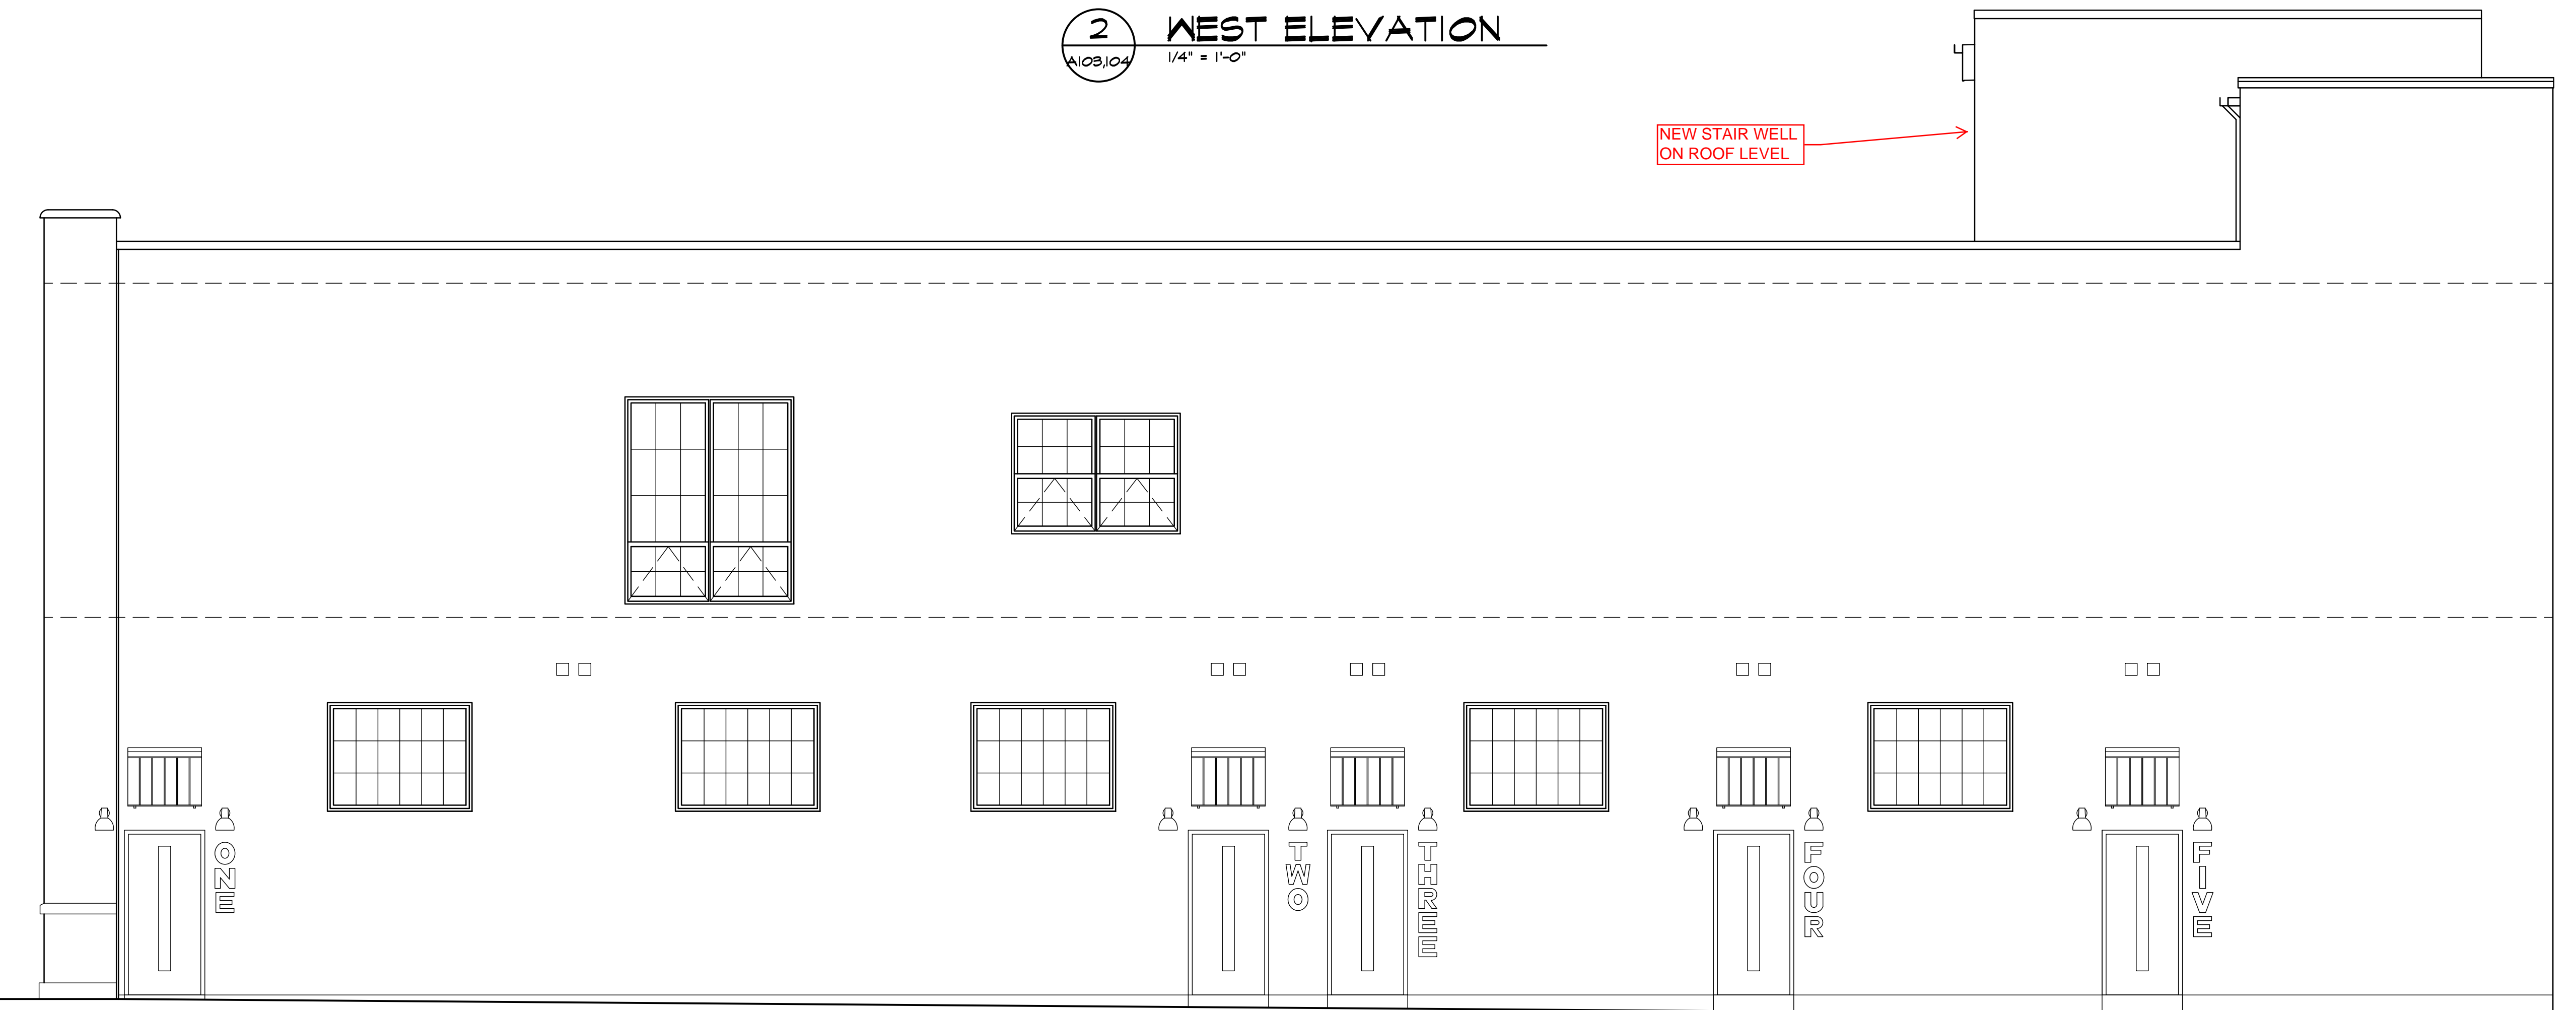 2
WEST ELEVATION
A103,104
1/4" = 1'-0"
NEW STAIR WELL
ON ROOF LEVEL
ONE
TWO
THREE
FOUR
FIVE